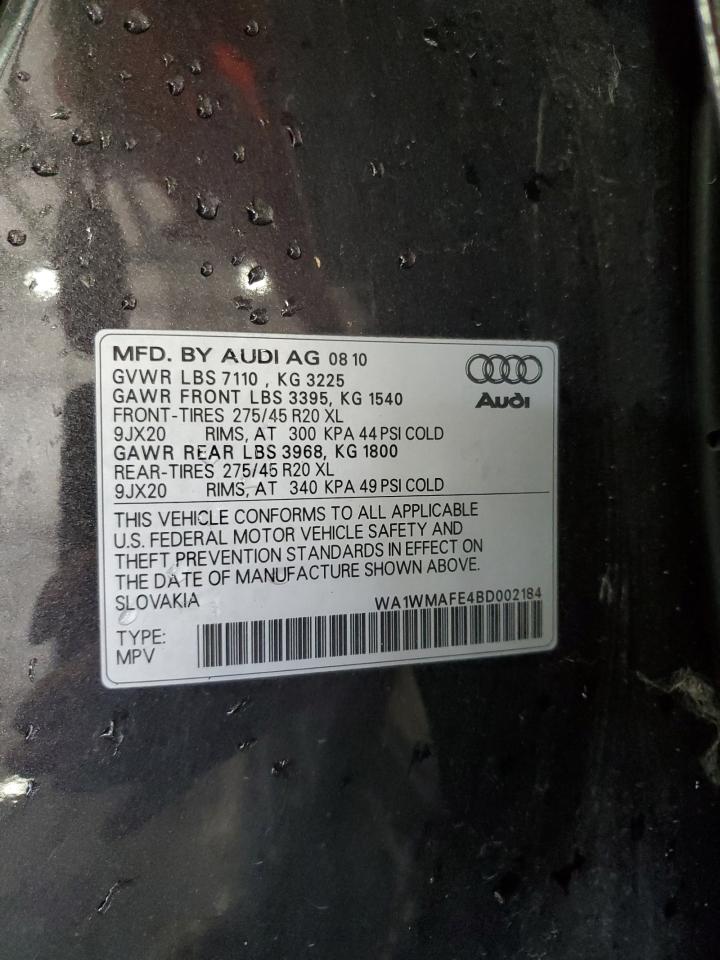 MFD. BY AUDI AG 08 10
GVWR LBS 7110 , KG 3225
GAWR FRONT LBS 3395, KG 1540
FRONT-TIRES 275/45 R20 XL
9JX20 RIMS, AT 300 KPA 44 PSI COLD
GAWR REAR LBS 3968, KG 1800
REAR-TIRES 275/45 R20 XL
9JX20 RIMS, AT 340 KPA 49 PSI COLD
Audi
THIS VEHICLE CONFORMS TO ALL APPLICABLE
U.S. FEDERAL MOTOR VEHICLE SAFETY AND
THEFT PREVENTION STANDARDS IN EFFECT ON
THE DATE OF MANUFACTURE SHOWN ABOVE.
SLOVAKIA WA1WMAFE4BD002184
TYPE:
MPV